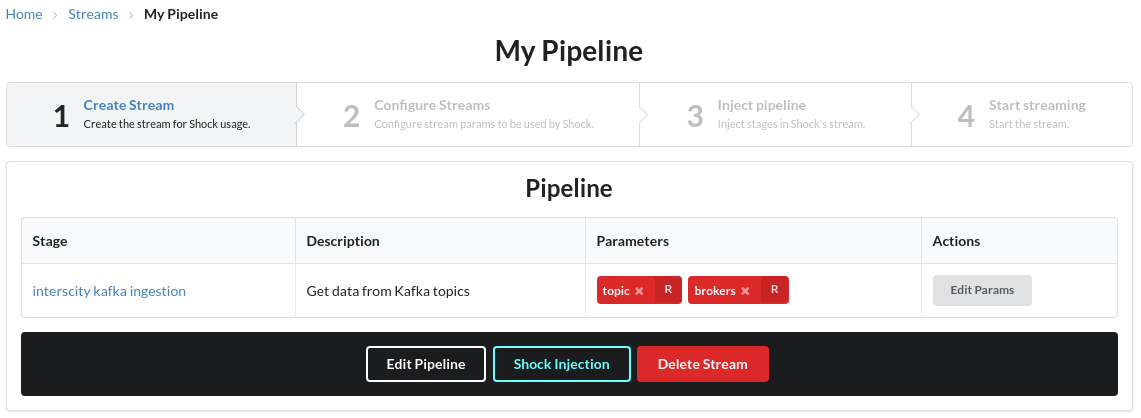 Home > Streams > My Pipeline
My Pipeline
1 Create Stream
Create the stream for Shock usage.
2 Configure Streams
Configure stream params to be used by Shock.
3 Inject pipeline
Inject stages in Shock's stream.
4 Start streaming
Start the stream.
Pipeline
Stage Description Parameters Actions
interscity kafka ingestion Get data from Kafka topics topic × R brokers × R Edit Params
Edit Pipeline Shock Injection Delete Stream